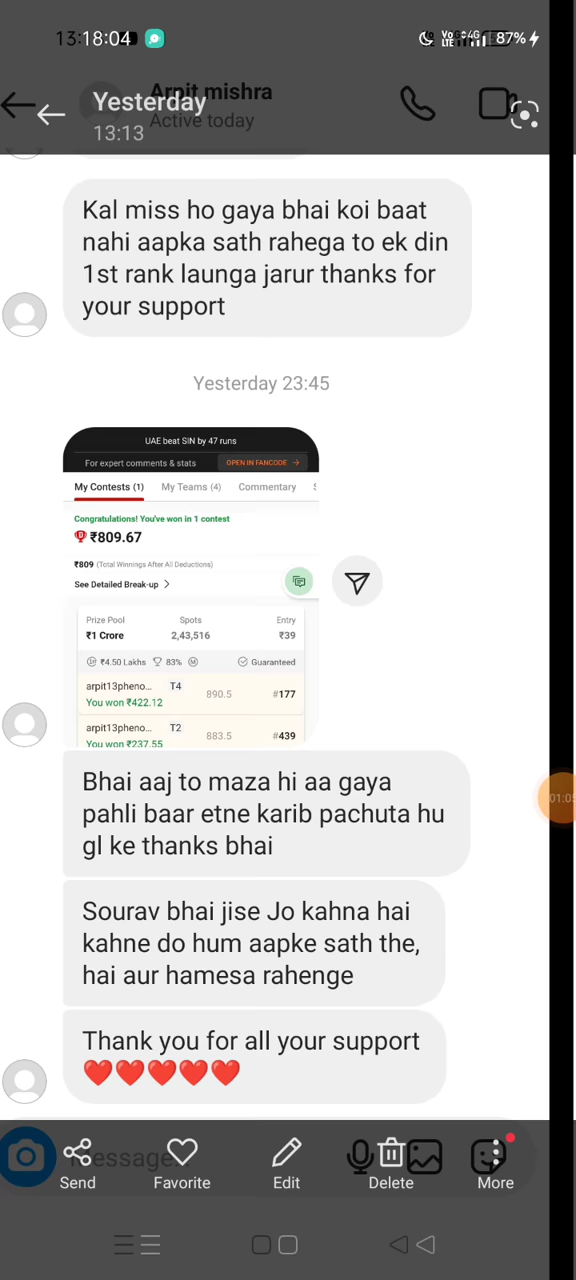 13:18:04
Vo LTE 4G 87%
Arpit mishra
Yesterday
Active today
13:13
Kal miss ho gaya bhai koi baat
nahi aapka sath rahega to ek din
1st rank launga jarur thanks for
your support
Yesterday 23:45
UAE beat SIN by 47 runs
For expert comments & stats OPEN IN FANCODE →
My Contests (1) My Teams (4) Commentary
Congratulations! You've won in 1 contest
₹809.67
₹809 (Total Winnings After All Deductions)
See Detailed Break-up >
Prize Pool Spots Entry
₹1 Crore 2,43,516 ₹39
₹4.50 Lakhs 83% M Guaranteed
arpit13pheno... T4 890.5 #177
You won ₹422.12
arpit13pheno... T2 883.5 #439
You won ₹237.55
Bhai aaj to maza hi aa gaya
pahli baar etne karib pachuta hu
gl ke thanks bhai
Sourav bhai jise Jo kahna hai
kahne do hum aapke sath the,
hai aur hamesa rahenge
Thank you for all your support
❤️❤️❤️❤️❤️
01:05
Message...
Send Favorite Edit Delete More